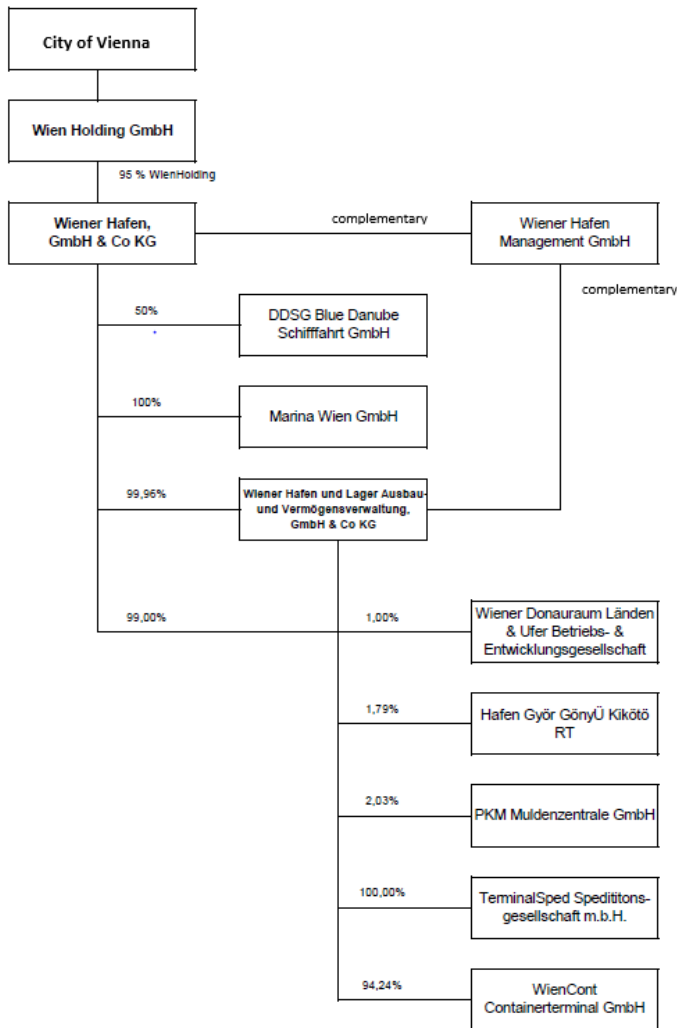 City of Vienna
Wien Holding GmbH
95 % WienHolding
Wiener Hafen,
GmbH & Co KG
complementary
Wiener Hafen
Management GmbH
complementary
50%
DDSG Blue Danube
Schifffahrt GmbH
100%
Marina Wien GmbH
99,96%
Wiener Hafen und Lager Ausbau-
und Vermögensverwaltung,
GmbH & Co KG
99,00%
1,00%
Wiener Donauraum Länden
& Ufer Betriebs- &
Entwicklungsgesellschaft
1,79%
Hafen Györ GönyÜ Kikötö
RT
2,03%
PKM Muldenzentrale GmbH
100,00%
TerminalSped Spedititons-
gesellschaft m.b.H.
94,24%
WienCont
Containerterminal GmbH